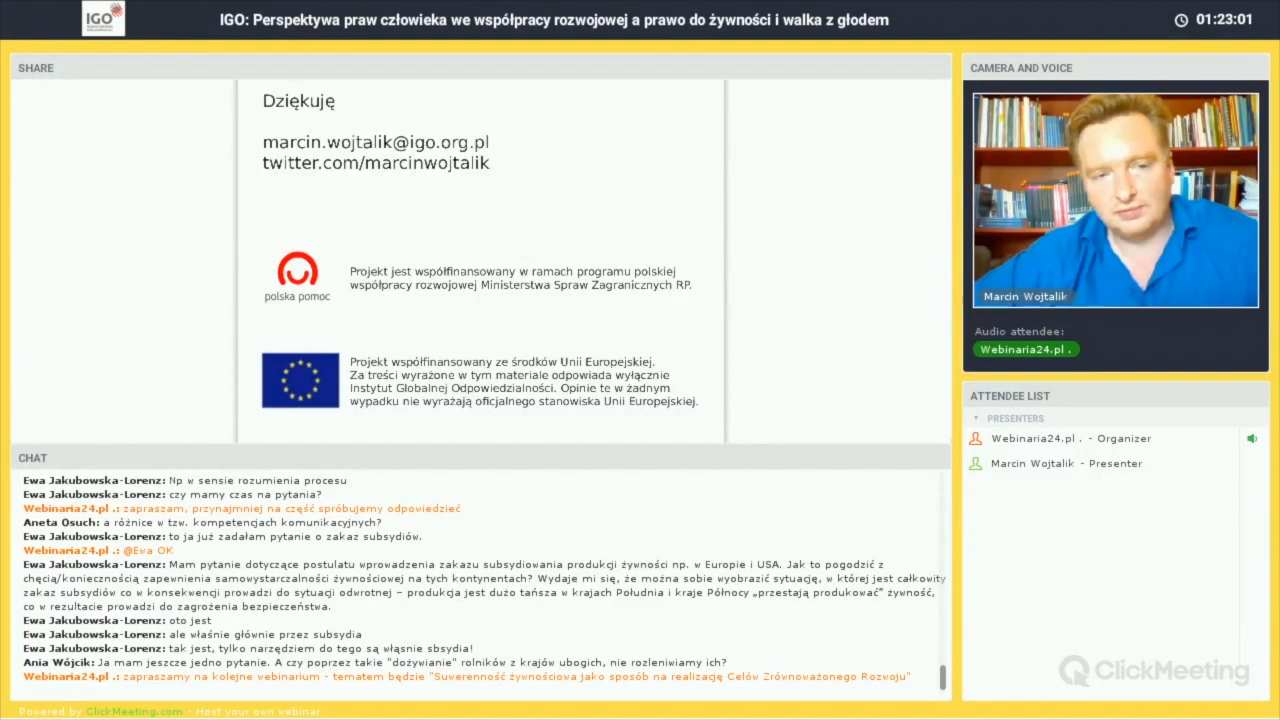 IGO
IGO: Perspektywa praw człowieka we współpracy rozwojowej a prawo do żywności i walka z głodem
01:23:01
SHARE
Dziękuję
marcin.wojtalik@igo.org.pl
twitter.com/marcinwojtalik
polska pomoc
Projekt jest współfinansowany w ramach programu polskiej
współpracy rozwojowej Ministerstwa Spraw Zagranicznych RP.
Projekt współfinansowany ze środków Unii Europejskiej.
Za treści wyrażone w tym materiale odpowiada wyłącznie
Instytut Globalnej Odpowiedzialności. Opinie te w żadnym
wypadku nie wyrażają oficjalnego stanowiska Unii Europejskiej.
CHAT
Ewa Jakubowska-Lorenz: Np w sensie rozumienia procesu
Ewa Jakubowska-Lorenz: czy mamy czas na pytania?
Webinaria24.pl .: zapraszam, przynajmniej na część spróbujemy odpowiedzieć
Aneta Osuch: a różnice w tzw. kompetencjach komunikacyjnych?
Ewa Jakubowska-Lorenz: to ja już zadałam pytanie o zakaz subsydiów.
Webinaria24.pl .: @Ewa OK
Ewa Jakubowska-Lorenz: Mam pytanie dotyczące postulatu wprowadzenia zakazu subsydiowania produkcji żywności np. w Europie i USA. Jak to pogodzić z
chęcią/koniecznością zapewnienia samowystarczalności żywnościowej na tych kontynentach? Wydaje mi się, że można sobie wyobrazić sytuację, w której jest całkowity
zakaz subsydiów co w konsekwencji prowadzi do sytuacji odwrotnej – produkcja jest dużo tańsza w krajach Południa i kraje Północy „przestają produkować” żywność,
co w rezultacie prowadzi do zagrożenia bezpieczeństwa.
Ewa Jakubowska-Lorenz: oto jest
Ewa Jakubowska-Lorenz: ale właśnie głównie przez subsydia
Ewa Jakubowska-Lorenz: tak jest, tylko narzędziem do tego są włąsnie sbsydia!
Ania Wójcik: Ja mam jeszcze jedno pytanie. A czy poprzez takie "dożywianie" rolników z krajów ubogich, nie rozleniwiamy ich?
Webinaria24.pl .: zapraszamy na kolejne webinarium - tematem będzie "Suwerenność żywnościowa jako sposób na realizację Celów Zrównoważonego Rozwoju"
Powered by ClickMeeting.com - Host your own webinar
CAMERA AND VOICE
Marcin Wojtalik
Audio attendee:
Webinaria24.pl .
ATTENDEE LIST
PRESENTERS
Webinaria24.pl . - Organizer
Marcin Wojtalik - Presenter
ClickMeeting